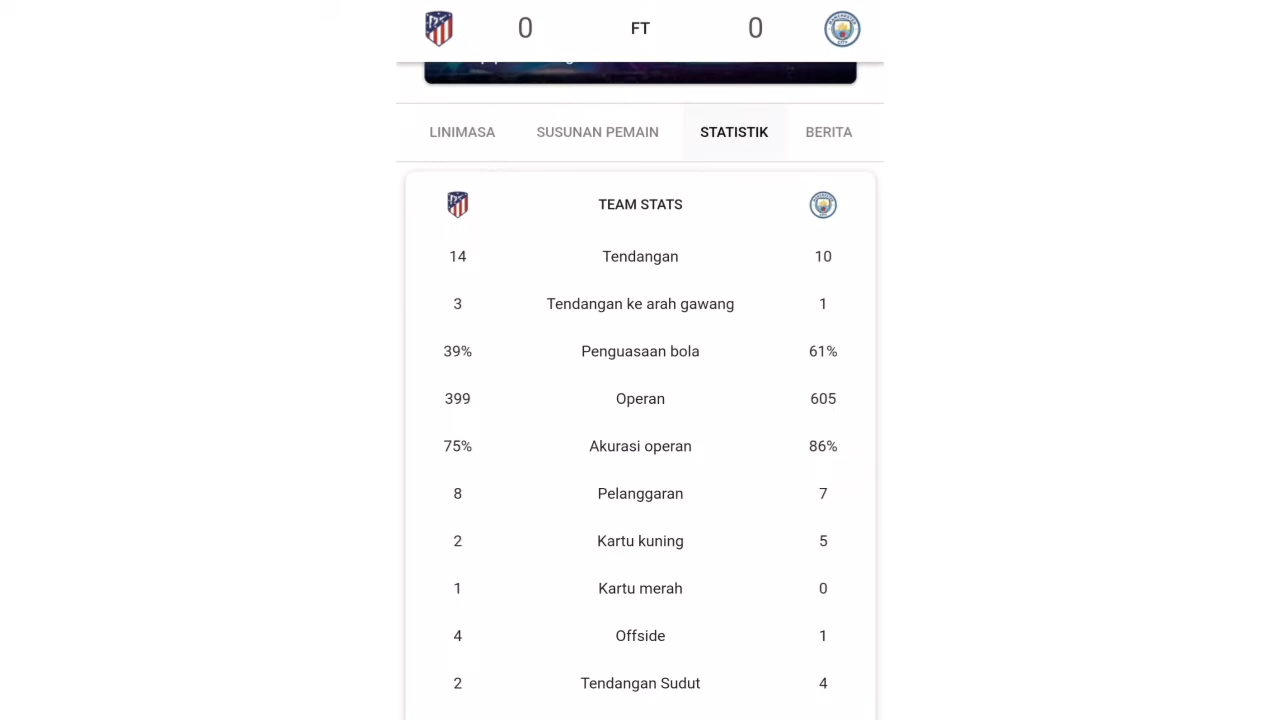 0 FT 0
LINIMASA SUSUNAN PEMAIN STATISTIK BERITA
TEAM STATS
14 Tendangan 10
3 Tendangan ke arah gawang 1
39% Penguasaan bola 61%
399 Operan 605
75% Akurasi operan 86%
8 Pelanggaran 7
2 Kartu kuning 5
1 Kartu merah 0
4 Offside 1
2 Tendangan Sudut 4